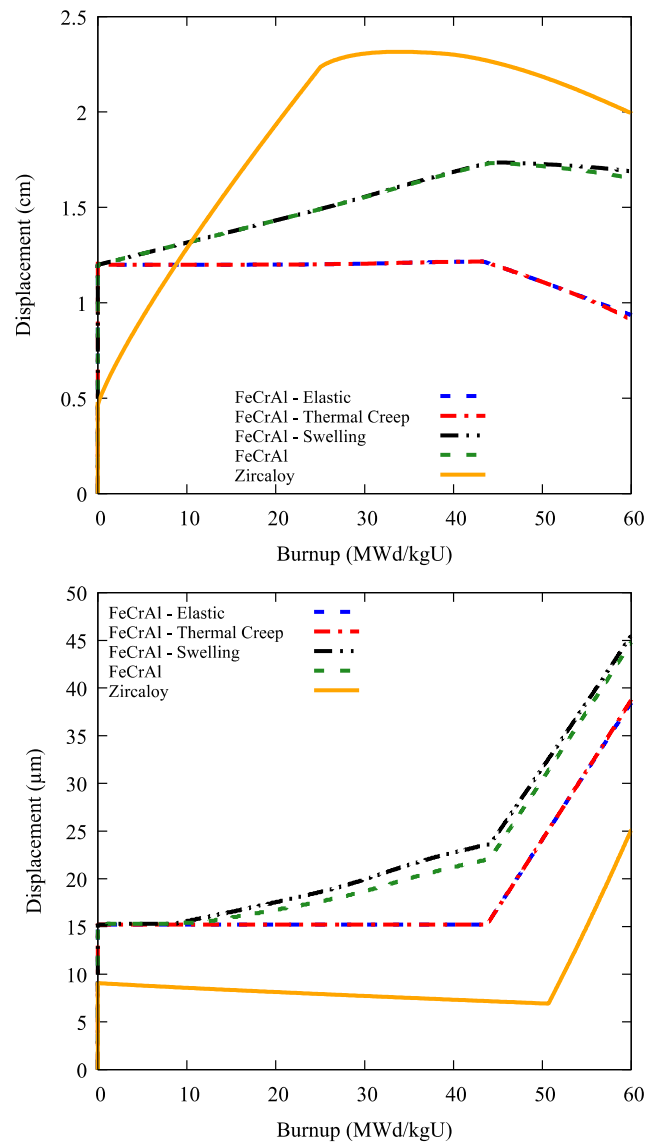 2.5
2
1.5
1
0.5
0
Displacement (cm)
FeCrAl - Elastic
FeCrAl - Thermal Creep
FeCrAl - Swelling
FeCrAl
Zircaloy
0 10 20 30 40 50 60
Burnup (MWd/kgU)
50
45
40
35
30
25
20
15
10
5
0
Displacement (μm)
FeCrAl - Elastic
FeCrAl - Thermal Creep
FeCrAl - Swelling
FeCrAl
Zircaloy
0 10 20 30 40 50 60
Burnup (MWd/kgU)